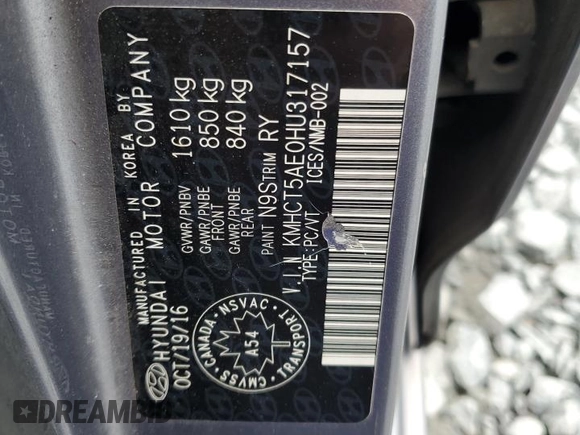 MANUFACTURED IN KOREA BY
HYUNDAI MOTOR COMPANY
OCT/19/16
GVWR/PNBV 1610 kg
GAWR/PNBE FRONT 850 kg
GAWR/PNBE REAR 840 kg
PAINT N9S TRIM RY
V.I.N KMHCT5AE0HU317157
TYPE:PC/VT ICES/NMB-002
CANADA NSVAC TRANSPORT CMVSS
A54
DREAMBID